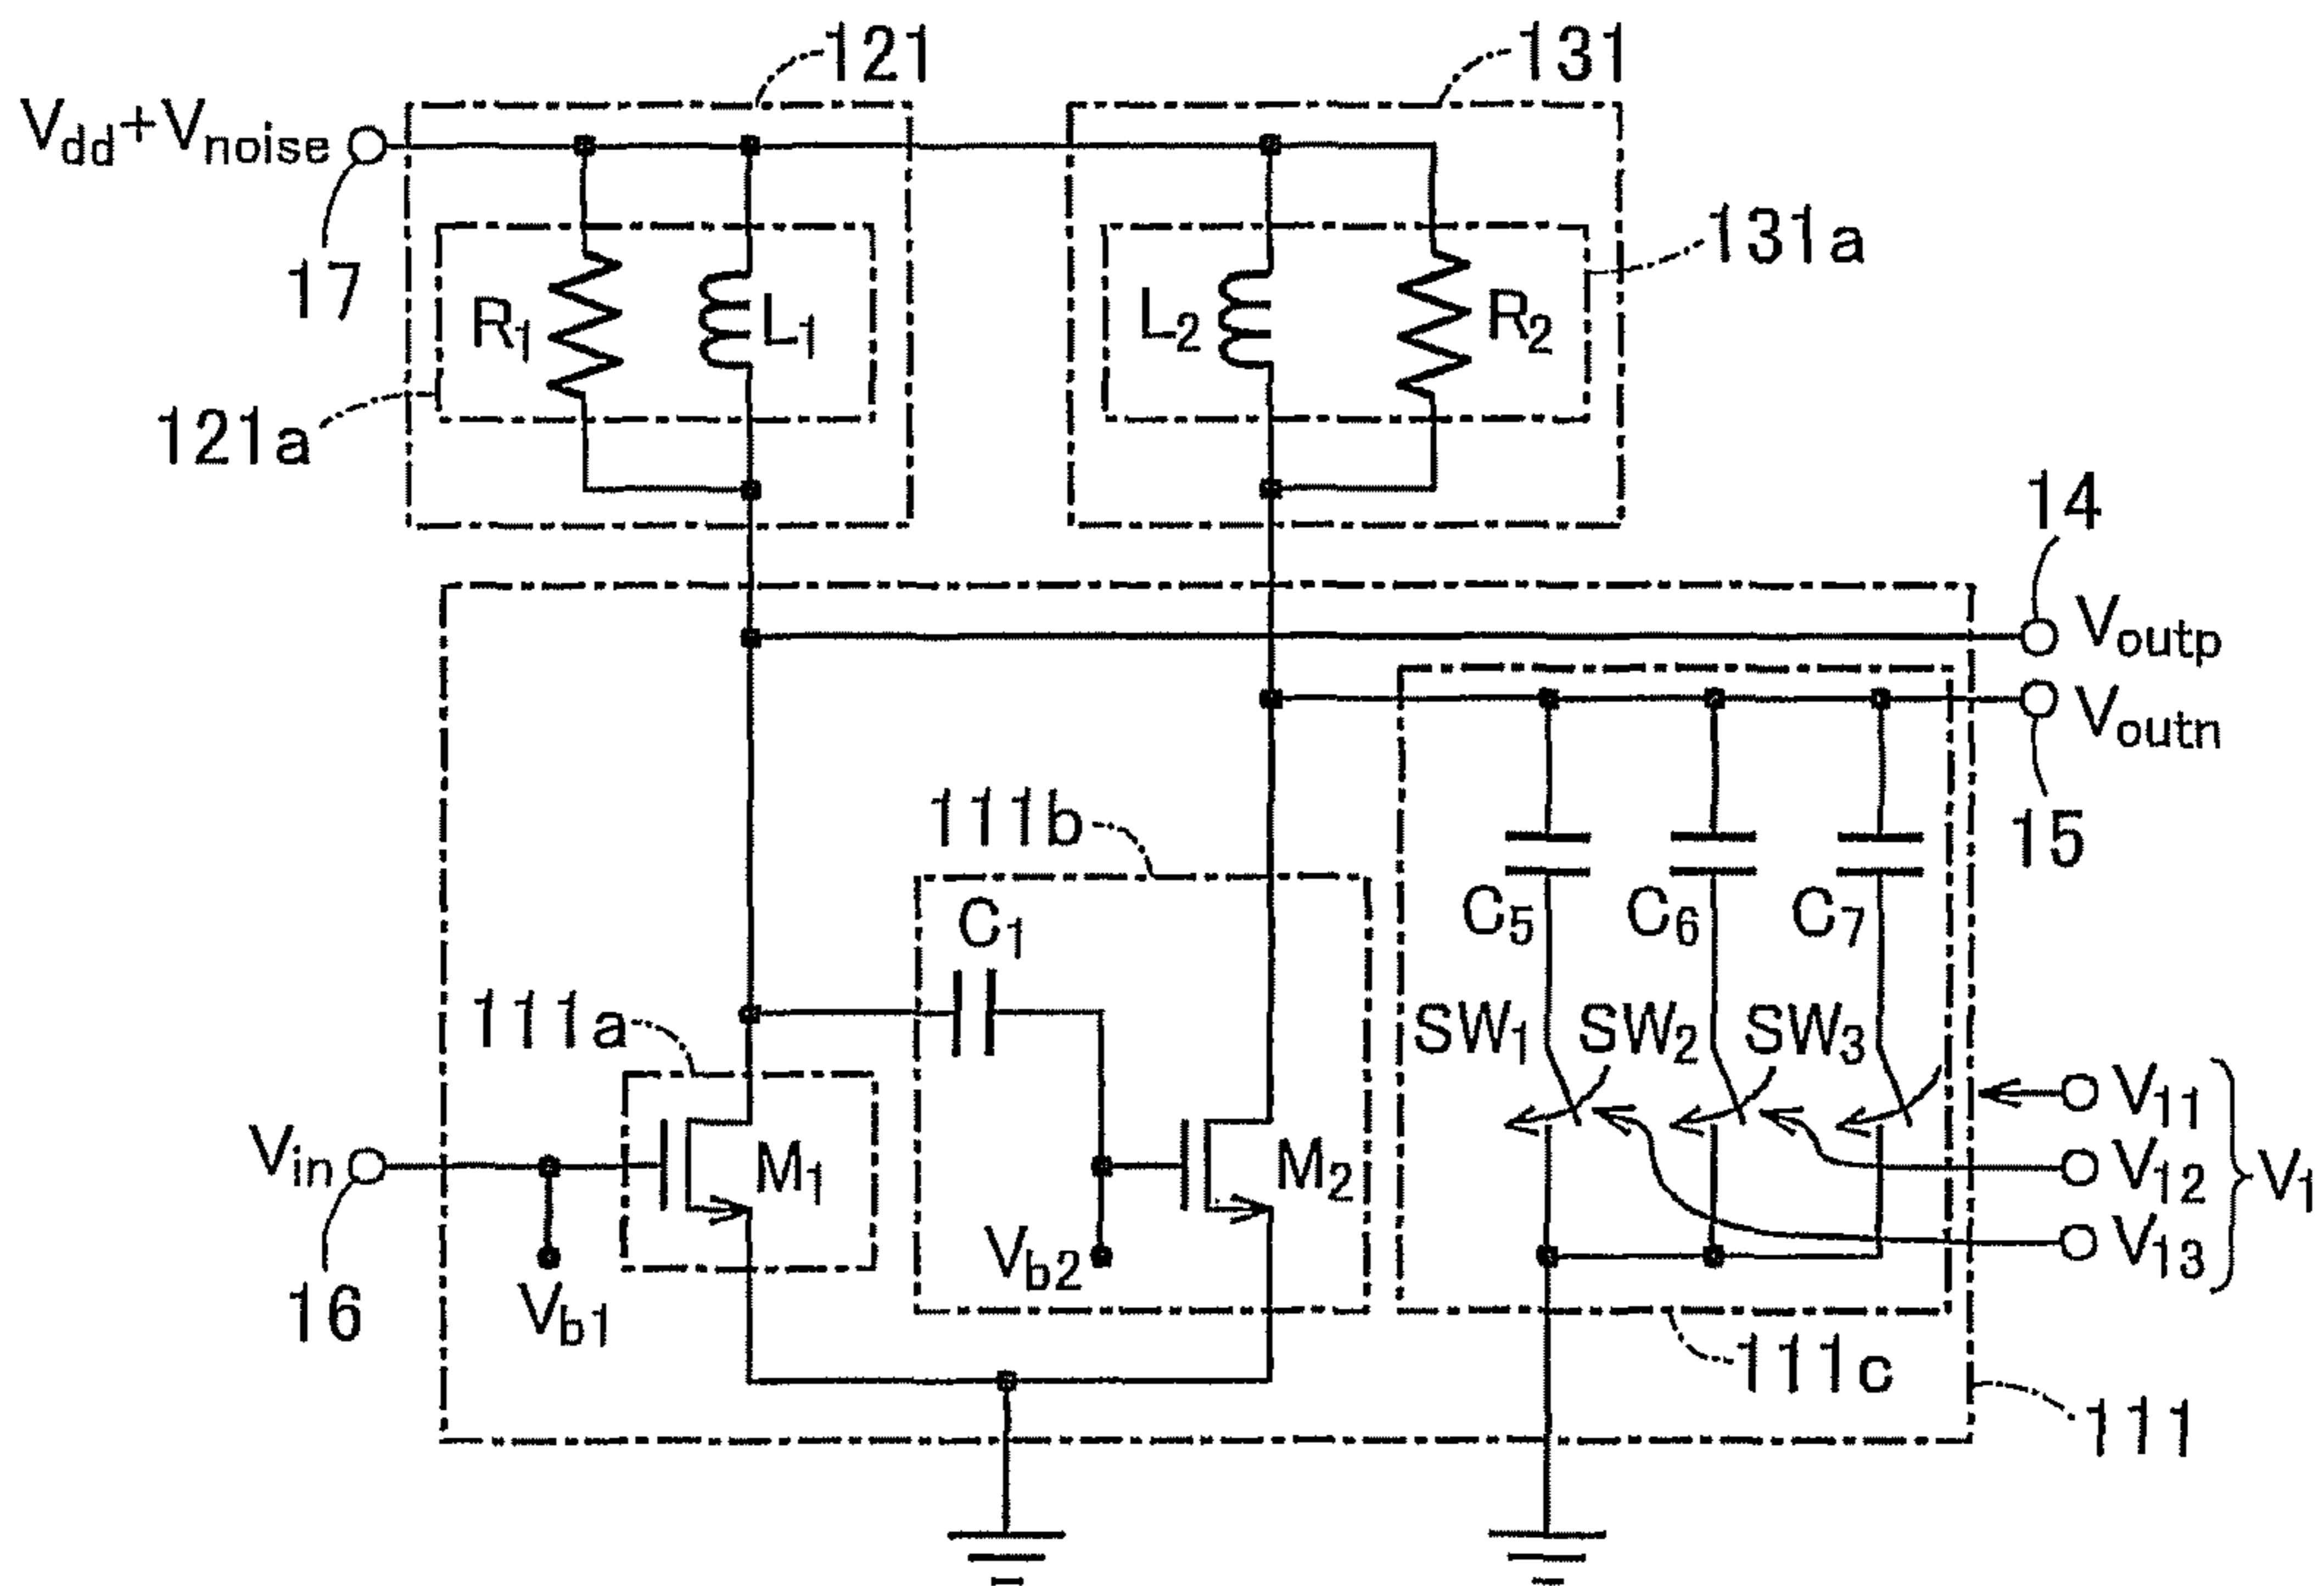 121
131
Vdd+Vnoise
17
R1
L1
L2
R2
131a
121a
14
Voutp
Voutn
15
111b
C1
C5
C6
C7
111a
SW1
SW2
SW3
V11
V12
V13
V1
Vin
16
Vb1
M1
Vb2
M2
111c
111